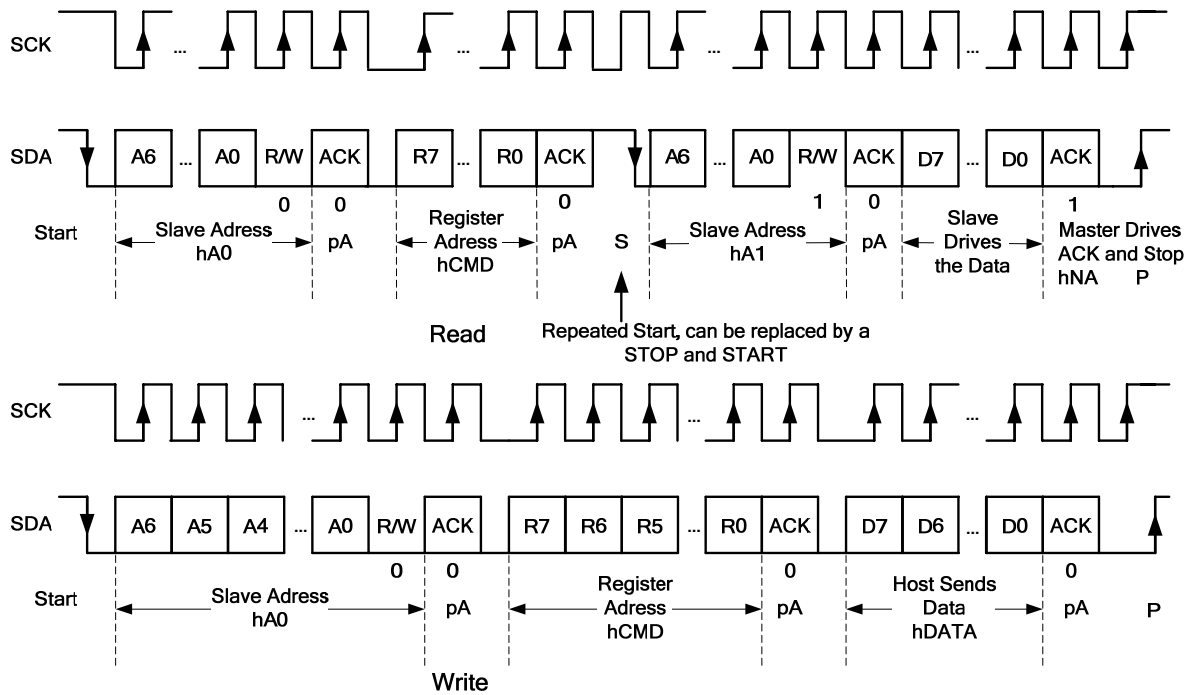 SCK
... ... ... ...
SDA A6 ... A0 R/W ACK R7 ... R0 ACK A6 ... A0 R/W ACK D7 ... D0 ACK
0 0 0 1 0 1
Start
Slave Adress
hA0
pA
Register
Adress
hCMD
pA
S
Slave Adress
hA1
pA
Slave
Drives
the Data
Master Drives
ACK and Stop
hNA P
Read
Repeated Start, can be replaced by a
STOP and START
SCK
... ... ...
SDA A6 A5 A4 ... A0 R/W ACK R7 R6 R5 ... R0 ACK D7 D6 ... D0 ACK
0 0 0 0
Start
Slave Adress
hA0
pA
Register
Adress
hCMD
pA
Host Sends
Data
hDATA
pA
P
Write